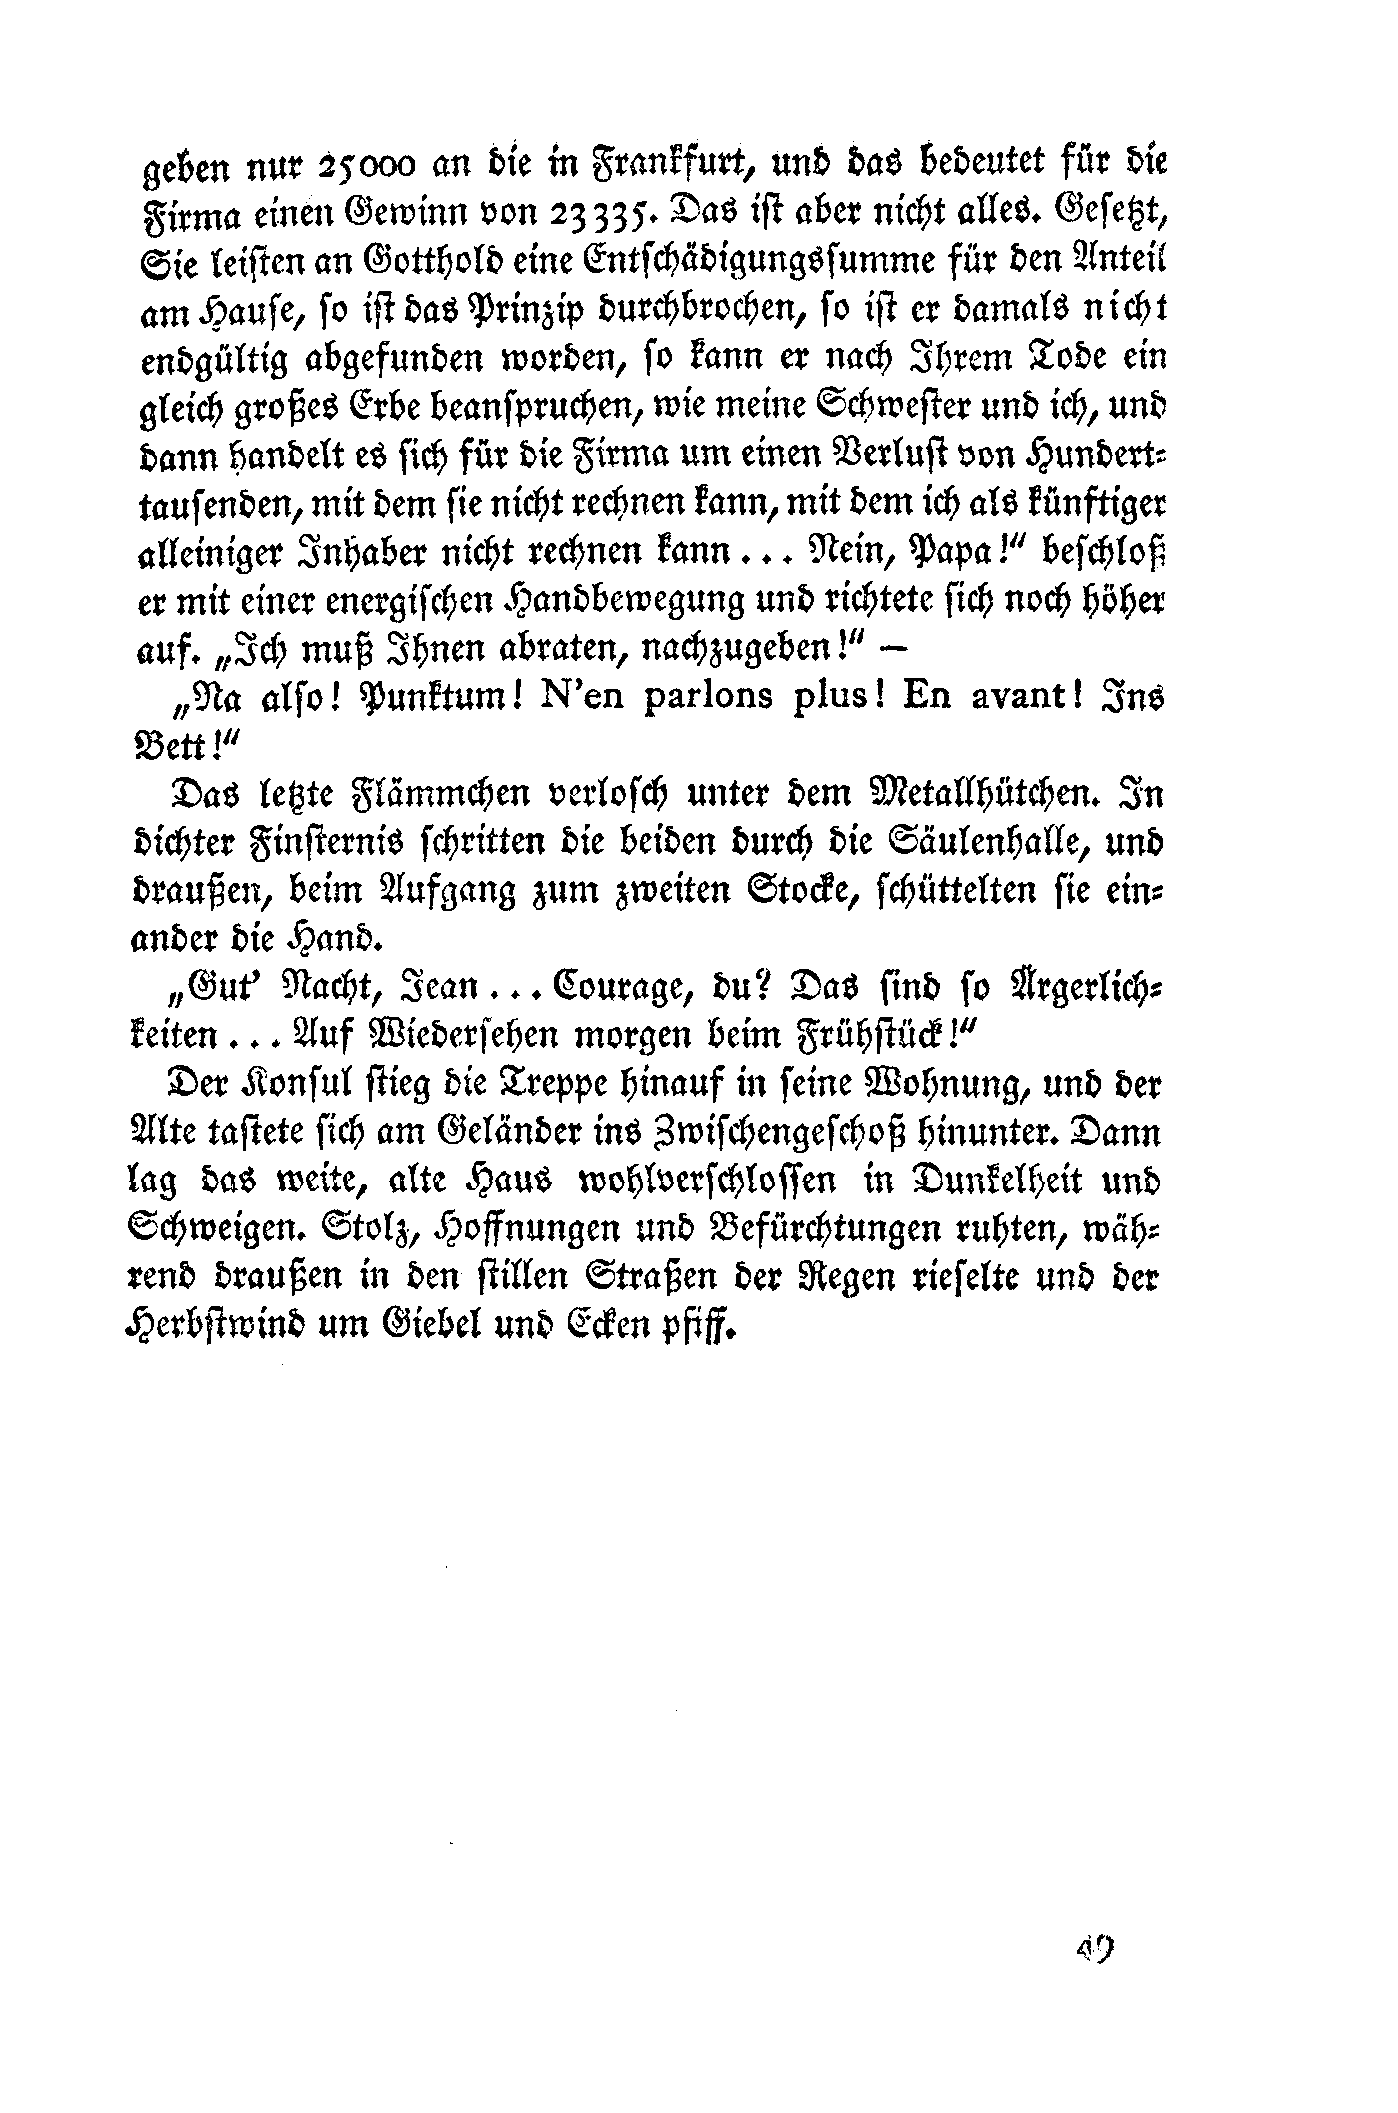 geben nur 25000 an die in Frankfurt, und das bedeutet für die
Firma einen Gewinn von 23335. Das ist aber nicht alles. Gesetzt,
Sie leisten an Gotthold eine Entschädigungssumme für den Anteil
am Hause, so ist das Prinzip durchbrochen, so ist er damals nicht
endgültig abgefunden worden, so kann er nach Ihrem Tode ein
gleich großes Erbe beanspruchen, wie meine Schwester und ich, und
dann handelt es sich für die Firma um einen Verlust von Hundert-
tausenden, mit dem sie nicht rechnen kann, mit dem ich als künftiger
alleiniger Inhaber nicht rechnen kann... Nein, Papa!“ beschloß
er mit einer energischen Handbewegung und richtete sich noch höher
auf. „Ich muß Ihnen abraten, nachzugeben!“ —
„Na also! Punktum! N'en parlons plus! En avant! Ins
Bett!“
Das letzte Flämmchen verlosch unter dem Metallhütchen. In
dichter Finsternis schritten die beiden durch die Säulenhalle, und
draußen, beim Aufgang zum zweiten Stocke, schüttelten sie ein-
ander die Hand.
„Gut' Nacht, Jean... Courage, du? Das sind so Ärgerlich-
keiten... Auf Wiedersehen morgen beim Frühstück!“
Der Konsul stieg die Treppe hinauf in seine Wohnung, und der
Alte tastete sich am Geländer ins Zwischengeschoß hinunter. Dann
lag das weite, alte Haus wohlverschlossen in Dunkelheit und
Schweigen. Stolz, Hoffnungen und Befürchtungen ruhten, wäh-
rend draußen in den stillen Straßen der Regen rieselte und der
Herbstwind um Giebel und Ecken pfiff.
49